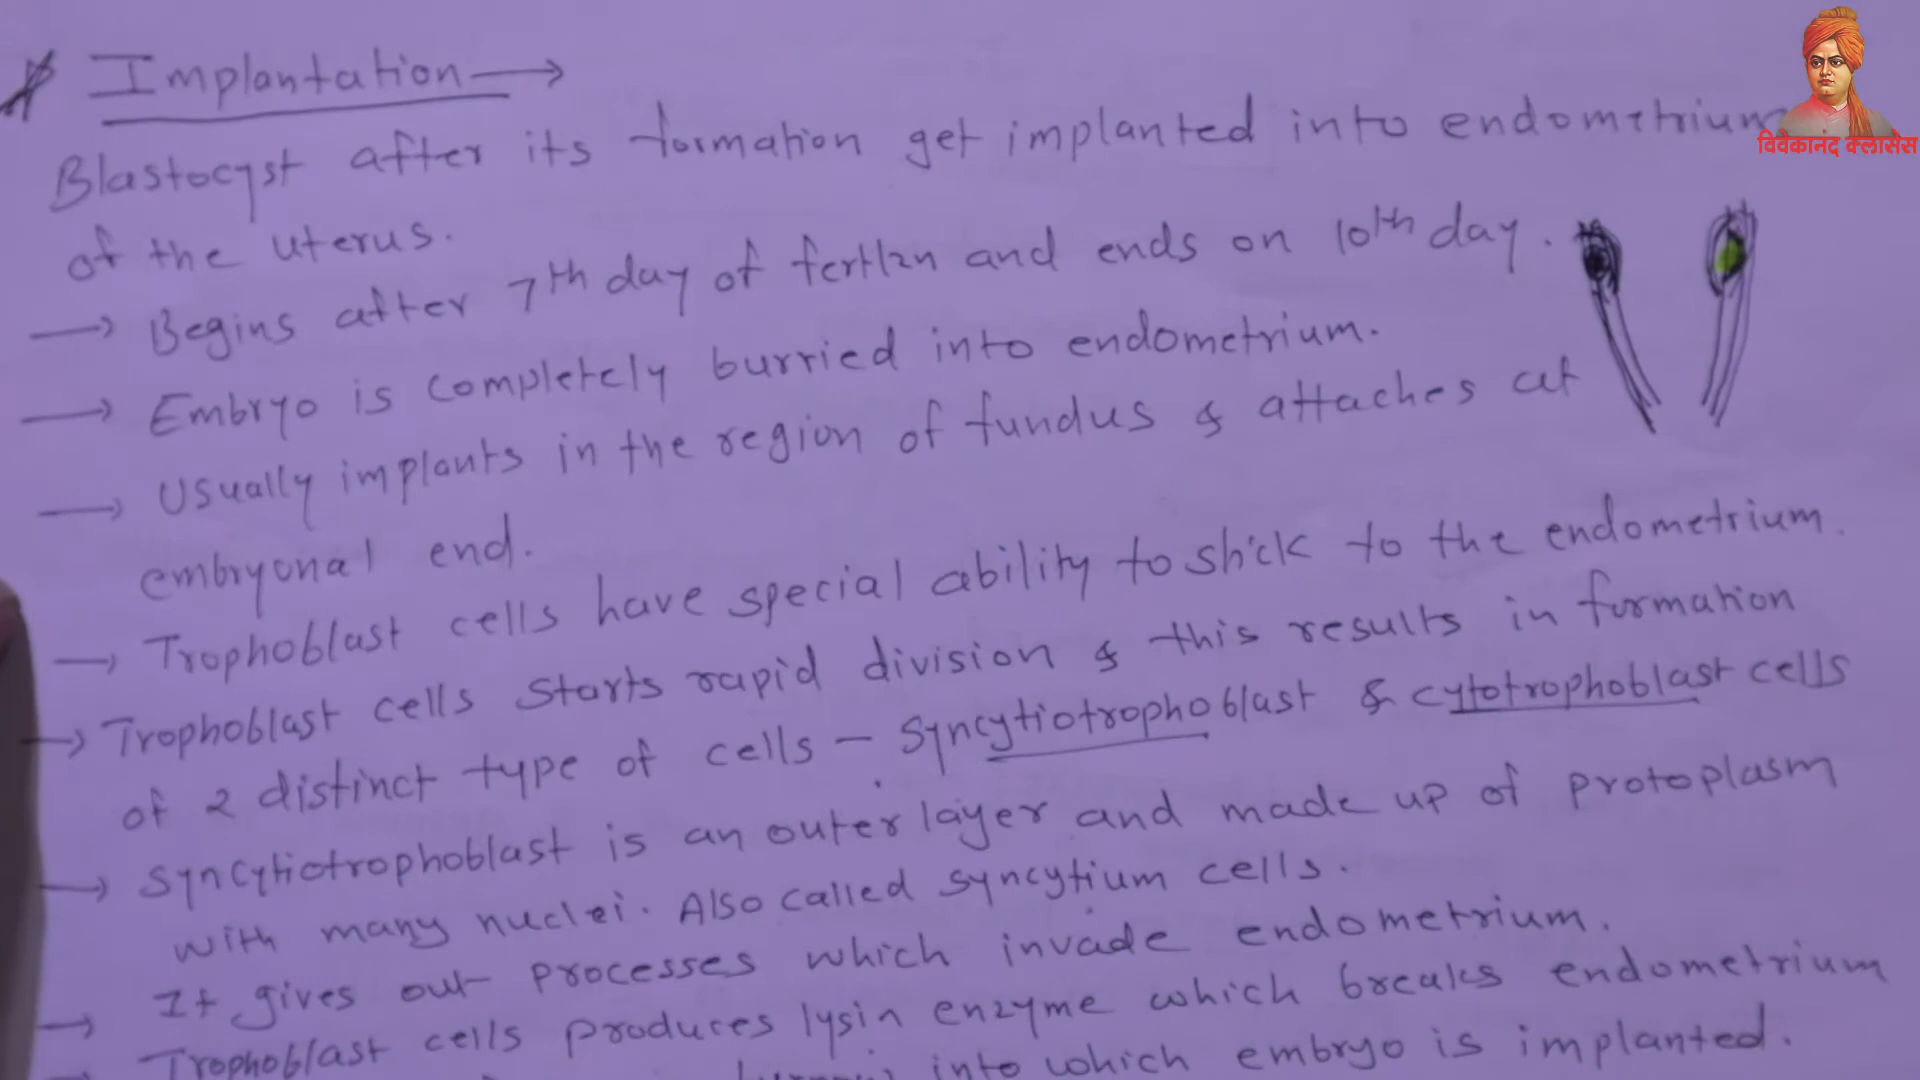 Implantation →
Blastocyst after its formation get implanted into endometrium
of the uterus.
→ Begins after 7th day of fertlzn and ends on 10th day.
→ Embryo is completely burried into endometrium.
→ Usually implants in the region of fundus & attaches at
embryonal end.
→ Trophoblast cells have special ability to stick to the endometrium.
→ Trophoblast cells starts rapid division & this results in formation
of 2 distinct type of cells - syncytiotrophoblast & cytotrophoblast cells
→ Syncytiotrophoblast is an outer layer and made up of protoplasm
with many nuclei. Also called syncytium cells.
→ It gives out processes which invade endometrium.
Trophoblast cells produces lysin enzyme which breaks endometrium
into which embryo is implanted.
विवेकानंद क्लासेस